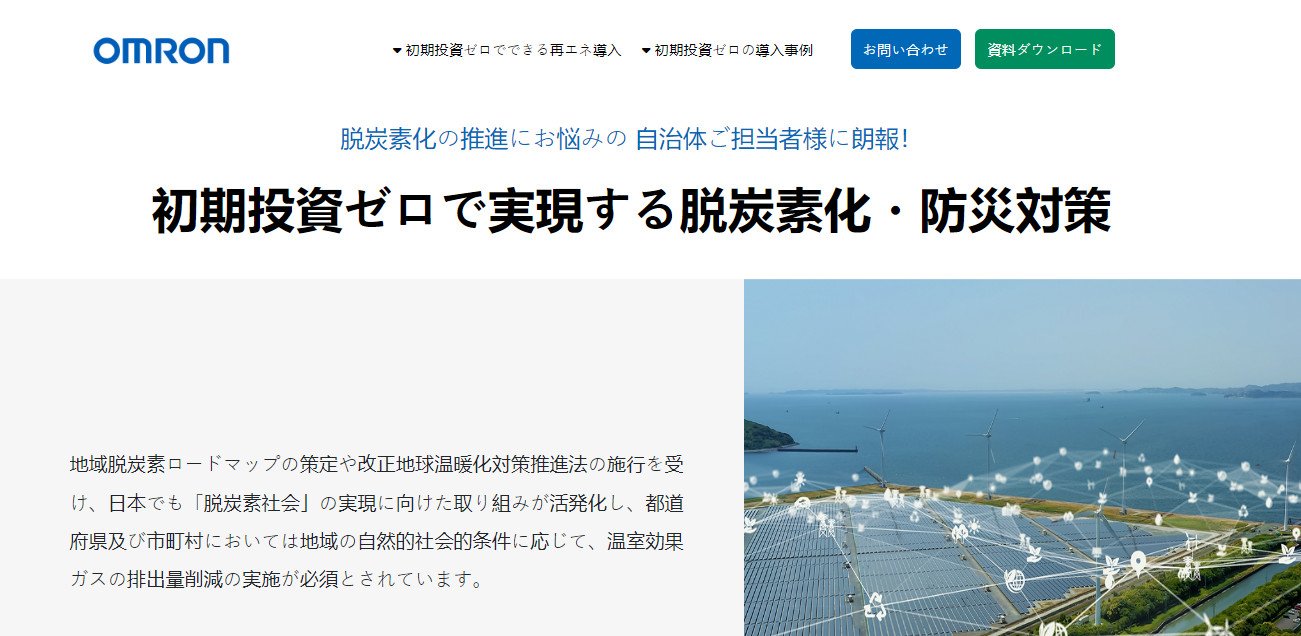 OMRON
初期投資ゼロでできる再エネ導入
初期投資ゼロの導入事例
お問い合わせ
資料ダウンロード
脱炭素化の推進にお悩みの 自治体ご担当者様に朗報!
初期投資ゼロで実現する脱炭素化・防災対策
地域脱炭素ロードマップの策定や改正地球温暖化対策推進法の施行を受
け、日本でも「脱炭素社会」の実現に向けた取り組みが活発化し、都道
府県及び市町村においては地域の自然的社会的条件に応じて、温室効果
ガスの排出量削減の実施が必須とされています。